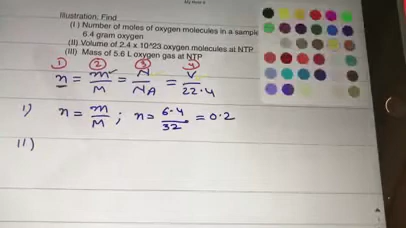 Illustration: Find
(I) Number of moles of oxygen molecules in a sample
6.4 gram oxygen
(II) Volume of 2.4 x 10^23 oxygen molecules at NTP
(III) Mass of 5.6 L oxygen gas at NTP
① ② ③ ④
n = m/M = N/NA = V/22.4
i) n = m/M ; n = 6.4/32 = 0.2
ii)